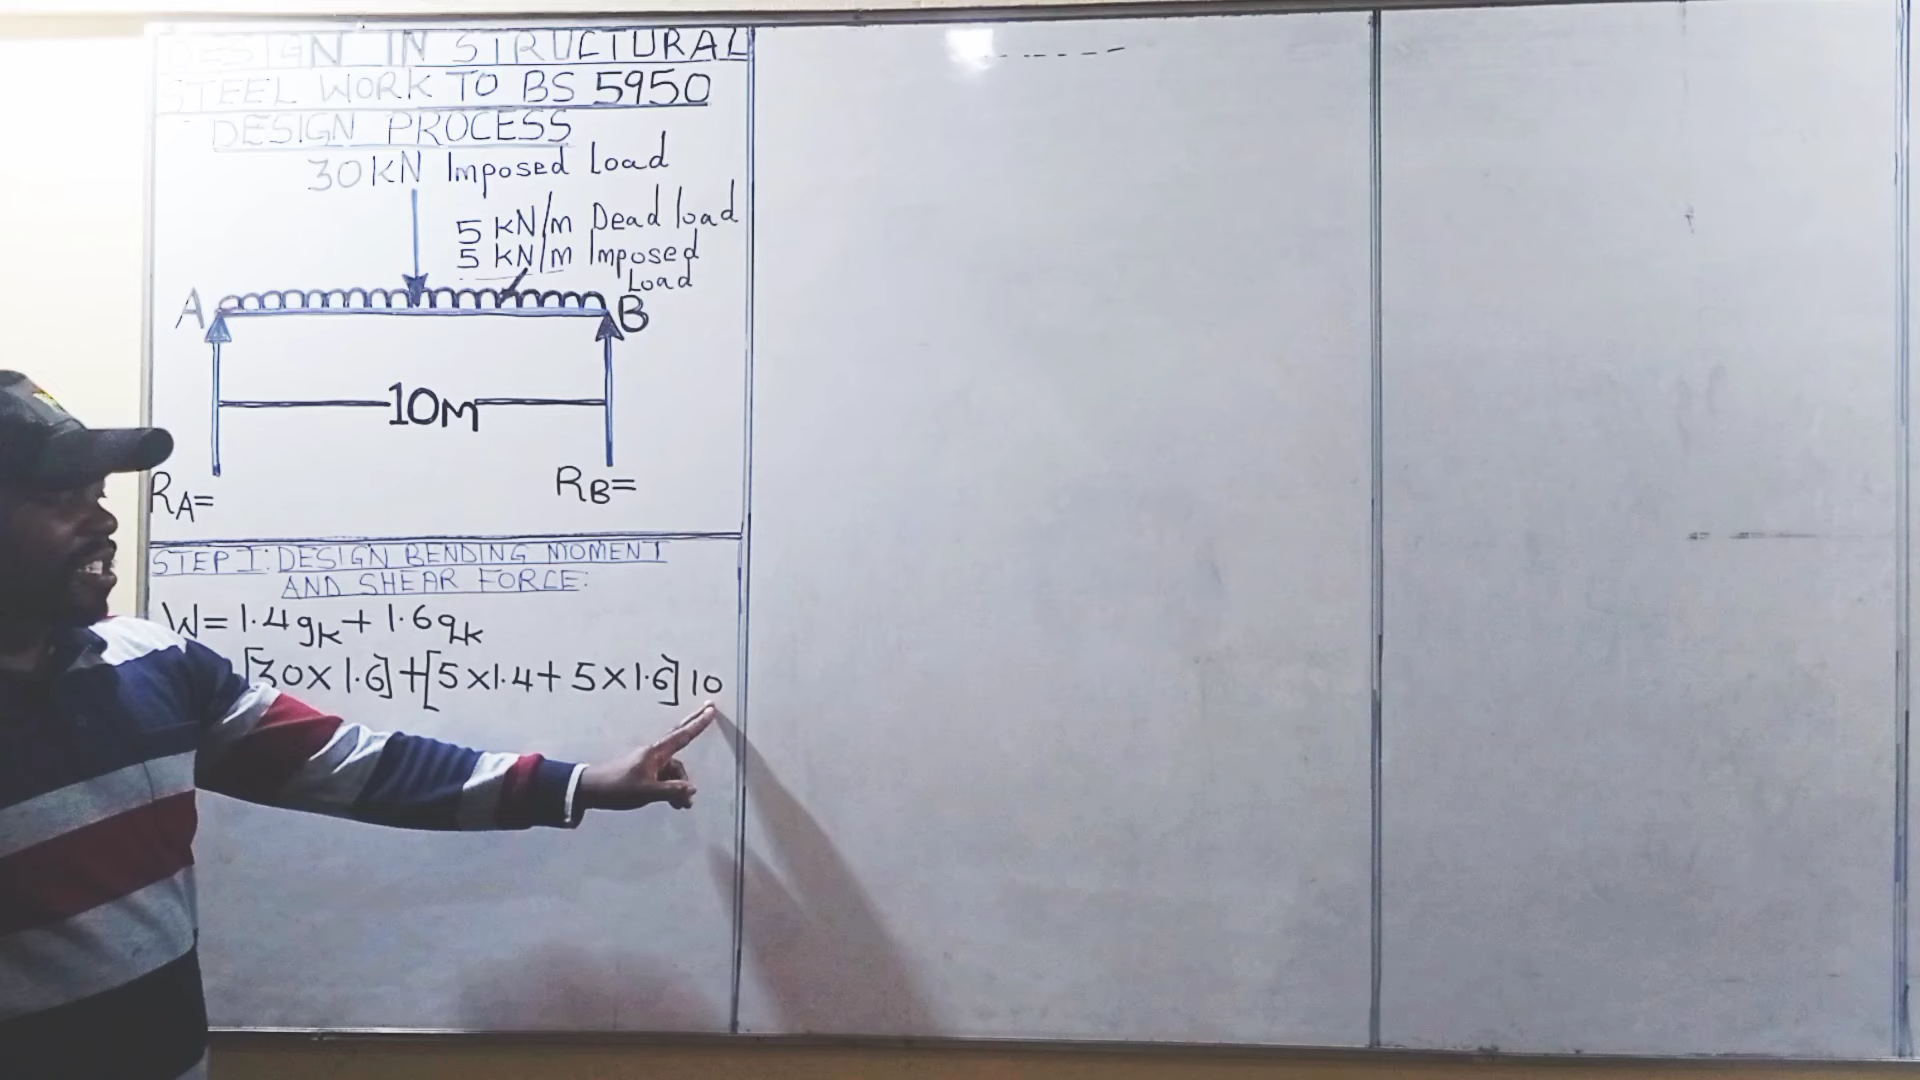 DESIGN IN STRUCTURAL
STEEL WORK TO BS 5950
DESIGN PROCESS
30KN Imposed Load
5 kN/m Dead load
5 kN/m Imposed
Load
A
B
10M
RA=
RB=
STEP I: DESIGN BENDING MOMENT
AND SHEAR FORCE:
W=1.4gk+1.6qk
[30×1.6]+[5×1.4+5×1.6]10